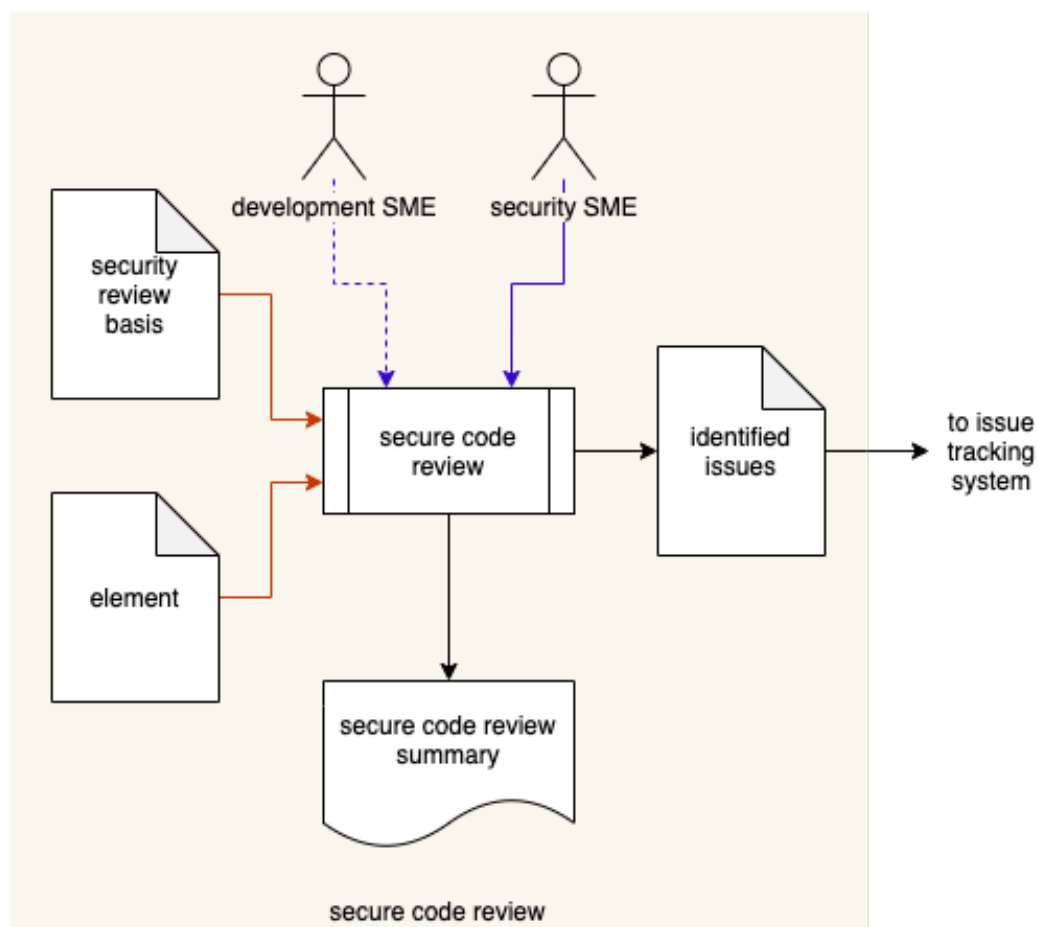 development SME
security SME
security
review
basis
secure code
review
identified
issues
to issue
tracking
system
element
secure code review
summary
secure code review